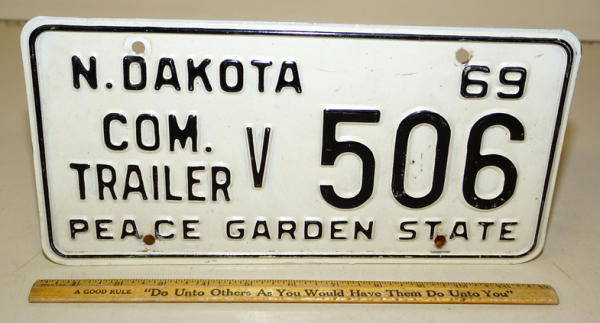 N.DAKOTA 69
COM. TRAILER V 506
PEACE GARDEN STATE
A GOOD RULE "Do Unto Others As You Would Have Them Do Unto You"